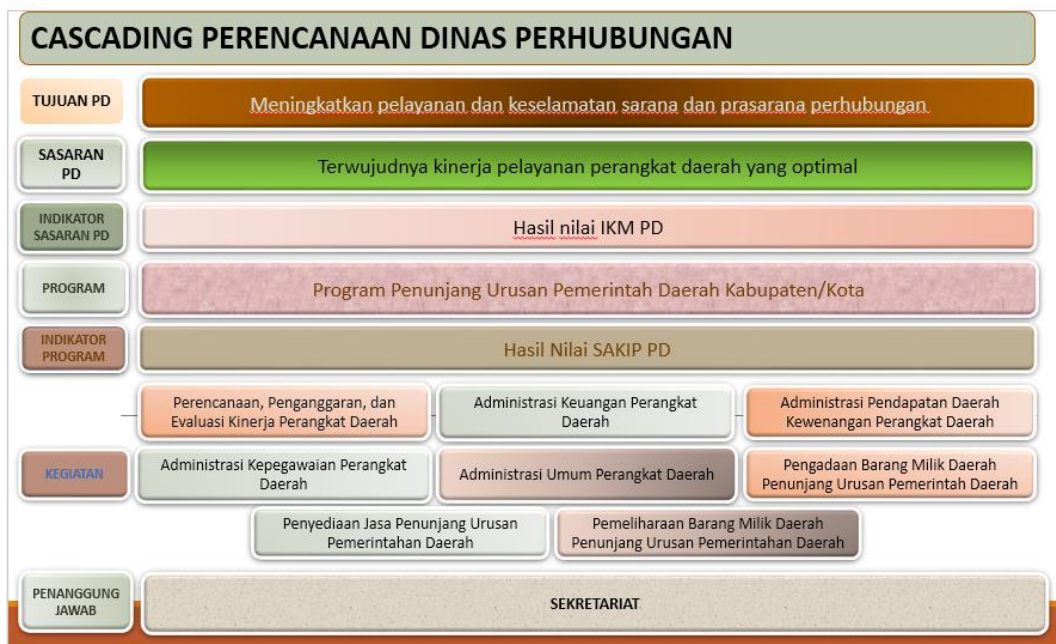 CASCADING PERENCANAAN DINAS PERHUBUNGAN
TUJUAN PD
Meningkatkan pelayanan dan keselamatan sarana dan prasarana perhubungan
SASARAN
PD
Terwujudnya kinerja pelayanan perangkat daerah yang optimal
INDIKATOR
SASARAN PD
Hasil nilai IKM PD
PROGRAM
Program Penunjang Urusan Pemerintah Daerah Kabupaten/Kota
INDIKATOR
PROGRAM
Hasil Nilai SAKIP PD
Perencanaan, Penganggaran, dan
Evaluasi Kinerja Perangkat Daerah
Administrasi Keuangan Perangkat
Daerah
Administrasi Pendapatan Daerah
Kewenangan Perangkat Daerah
KEGIATAN
Administrasi Kepegawaian Perangkat
Daerah
Administrasi Umum Perangkat Daerah
Pengadaan Barang Milik Daerah
Penunjang Urusan Pemerintah Daerah
Penyediaan Jasa Penunjang Urusan
Pemerintahan Daerah
Pemeliharaan Barang Milik Daerah
Penunjang Urusan Pemerintahan Daerah
PENANGGUNG
JAWAB
SEKRETARIAT